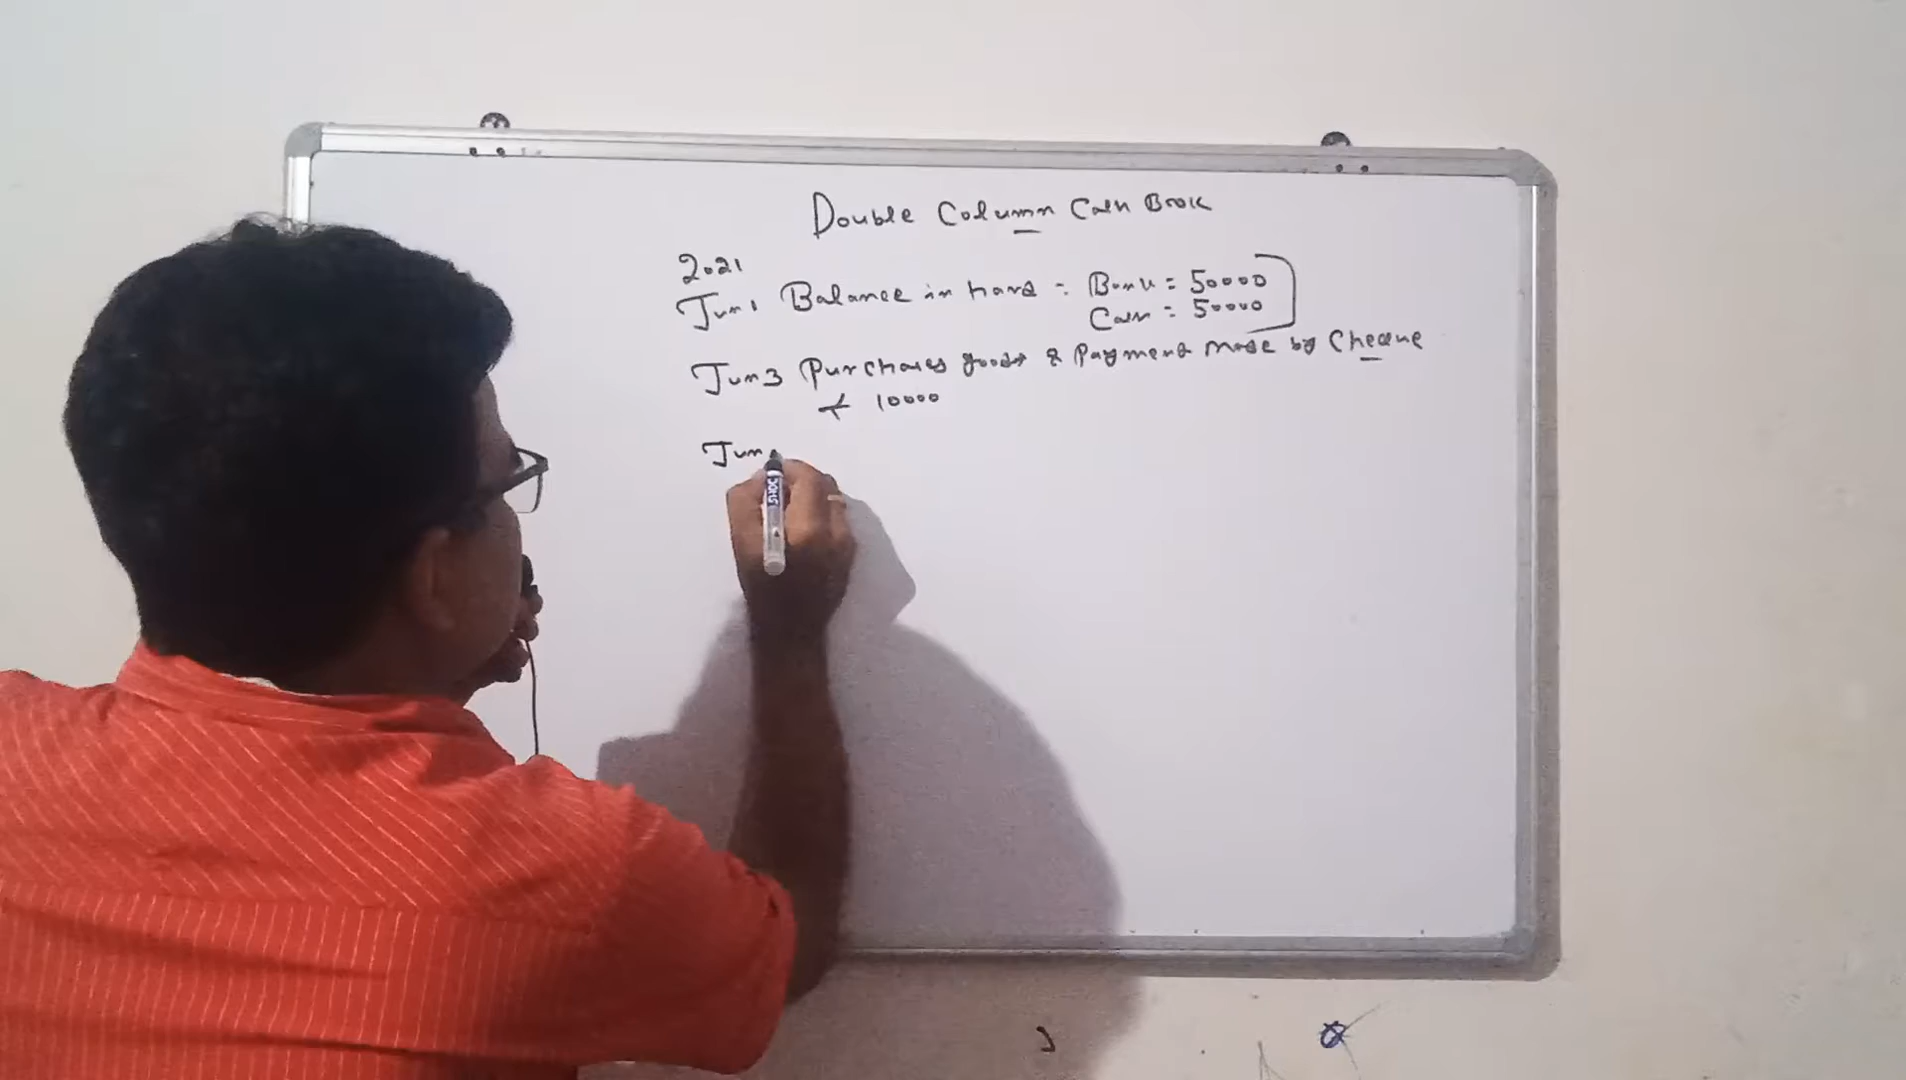 Double Column Cash Book
2021
Jun 1 Balance in hand = Bank = 50000
Cash = 50000
Jun 3 Purchases goods & Payment made by Cheque
₹ 10000
Jun